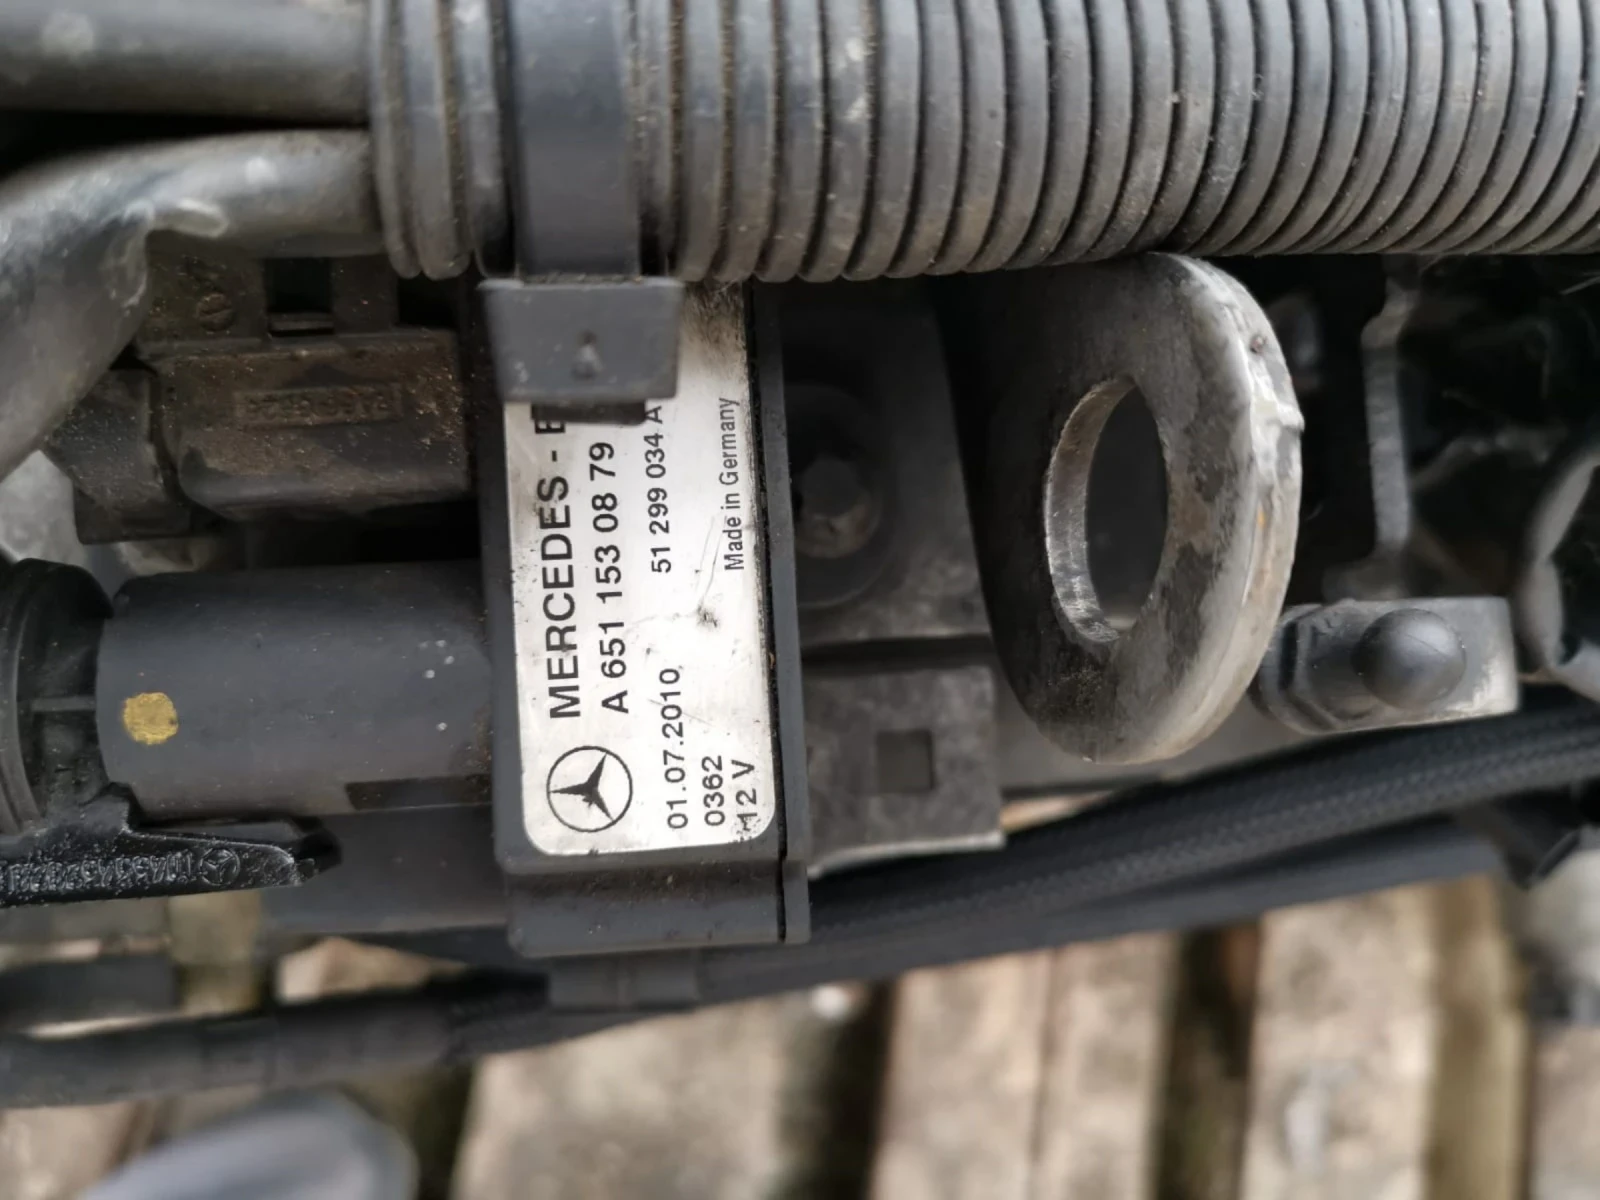 MERCEDES -
A 651 153 08 79
51 299 034 A
Made in Germany
01.07.2010
0362
12 V